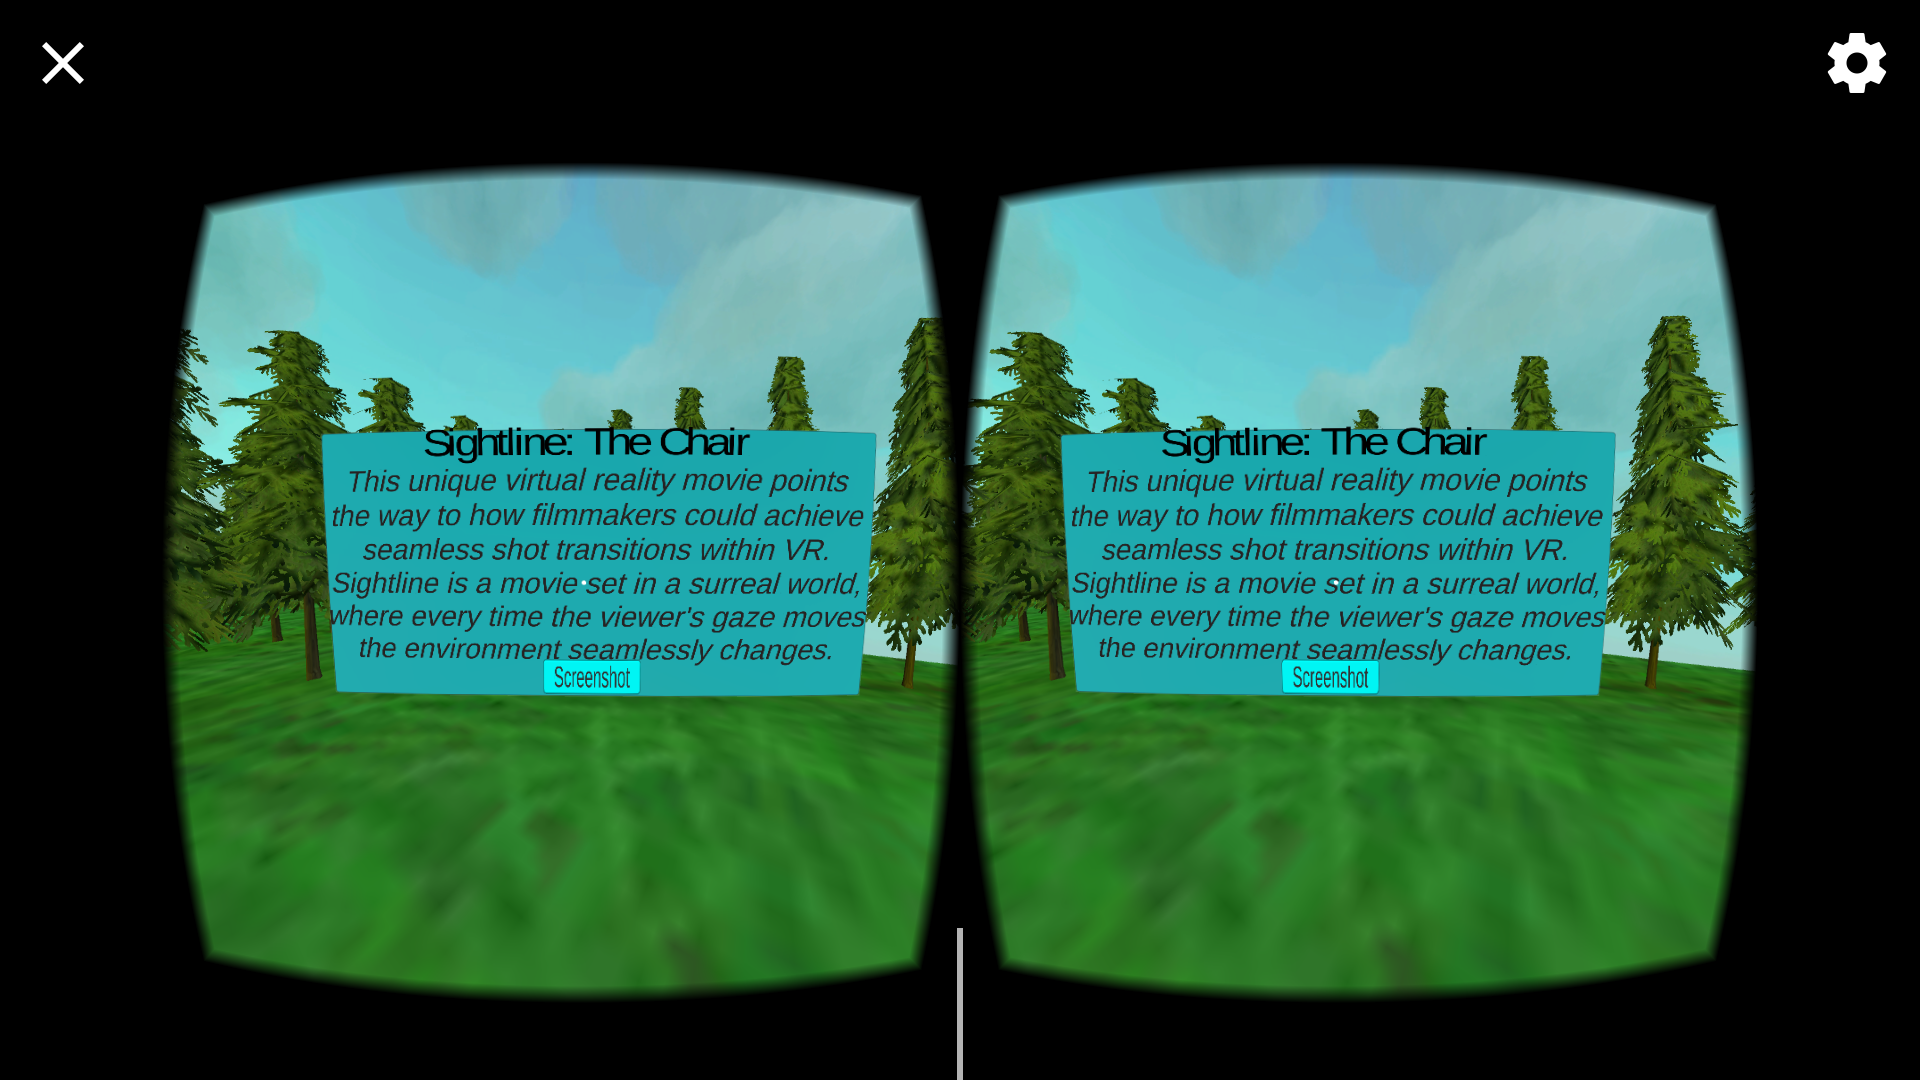 Sightline: The Chair
This unique virtual reality movie points
the way to how filmmakers could achieve
seamless shot transitions within VR.
Sightline is a movie set in a surreal world,
where every time the viewer's gaze moves
the environment seamlessly changes.
Screenshot
Sightline: The Chair
This unique virtual reality movie points
the way to how filmmakers could achieve
seamless shot transitions within VR.
Sightline is a movie set in a surreal world,
where every time the viewer's gaze moves
the environment seamlessly changes.
Screenshot